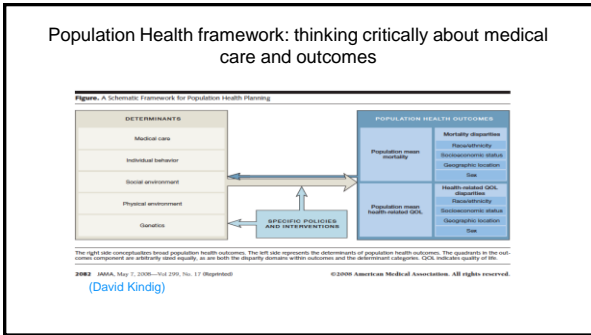 Population Health framework: thinking critically about medical
care and outcomes
Figure. A Schematic Framework for Population Health Planning
DETERMINANTS
Medical care
Individual behavior
Social environment
Physical environment
Genetics
SPECIFIC POLICIES
AND INTERVENTIONS
POPULATION HEALTH OUTCOMES
Population mean
mortality
Mortality disparities
Race/ethnicity
Socioeconomic status
Geographic location
Sex
Population mean
health-related QOL
Health-related QOL
disparities
Race/ethnicity
Socioeconomic status
Geographic location
Sex
The right side conceptualizes broad population health outcomes. The left side represents the determinants of population health outcomes. The quadrants in the out-
comes component are arbitrarily sized equally, as are both the disparity domains within outcomes and the determinant categories. QOL indicates quality of life.
2082 JAMA, May 7, 2008—Vol 299, No. 17 (Reprinted)
©2008 American Medical Association. All rights reserved.
(David Kindig)